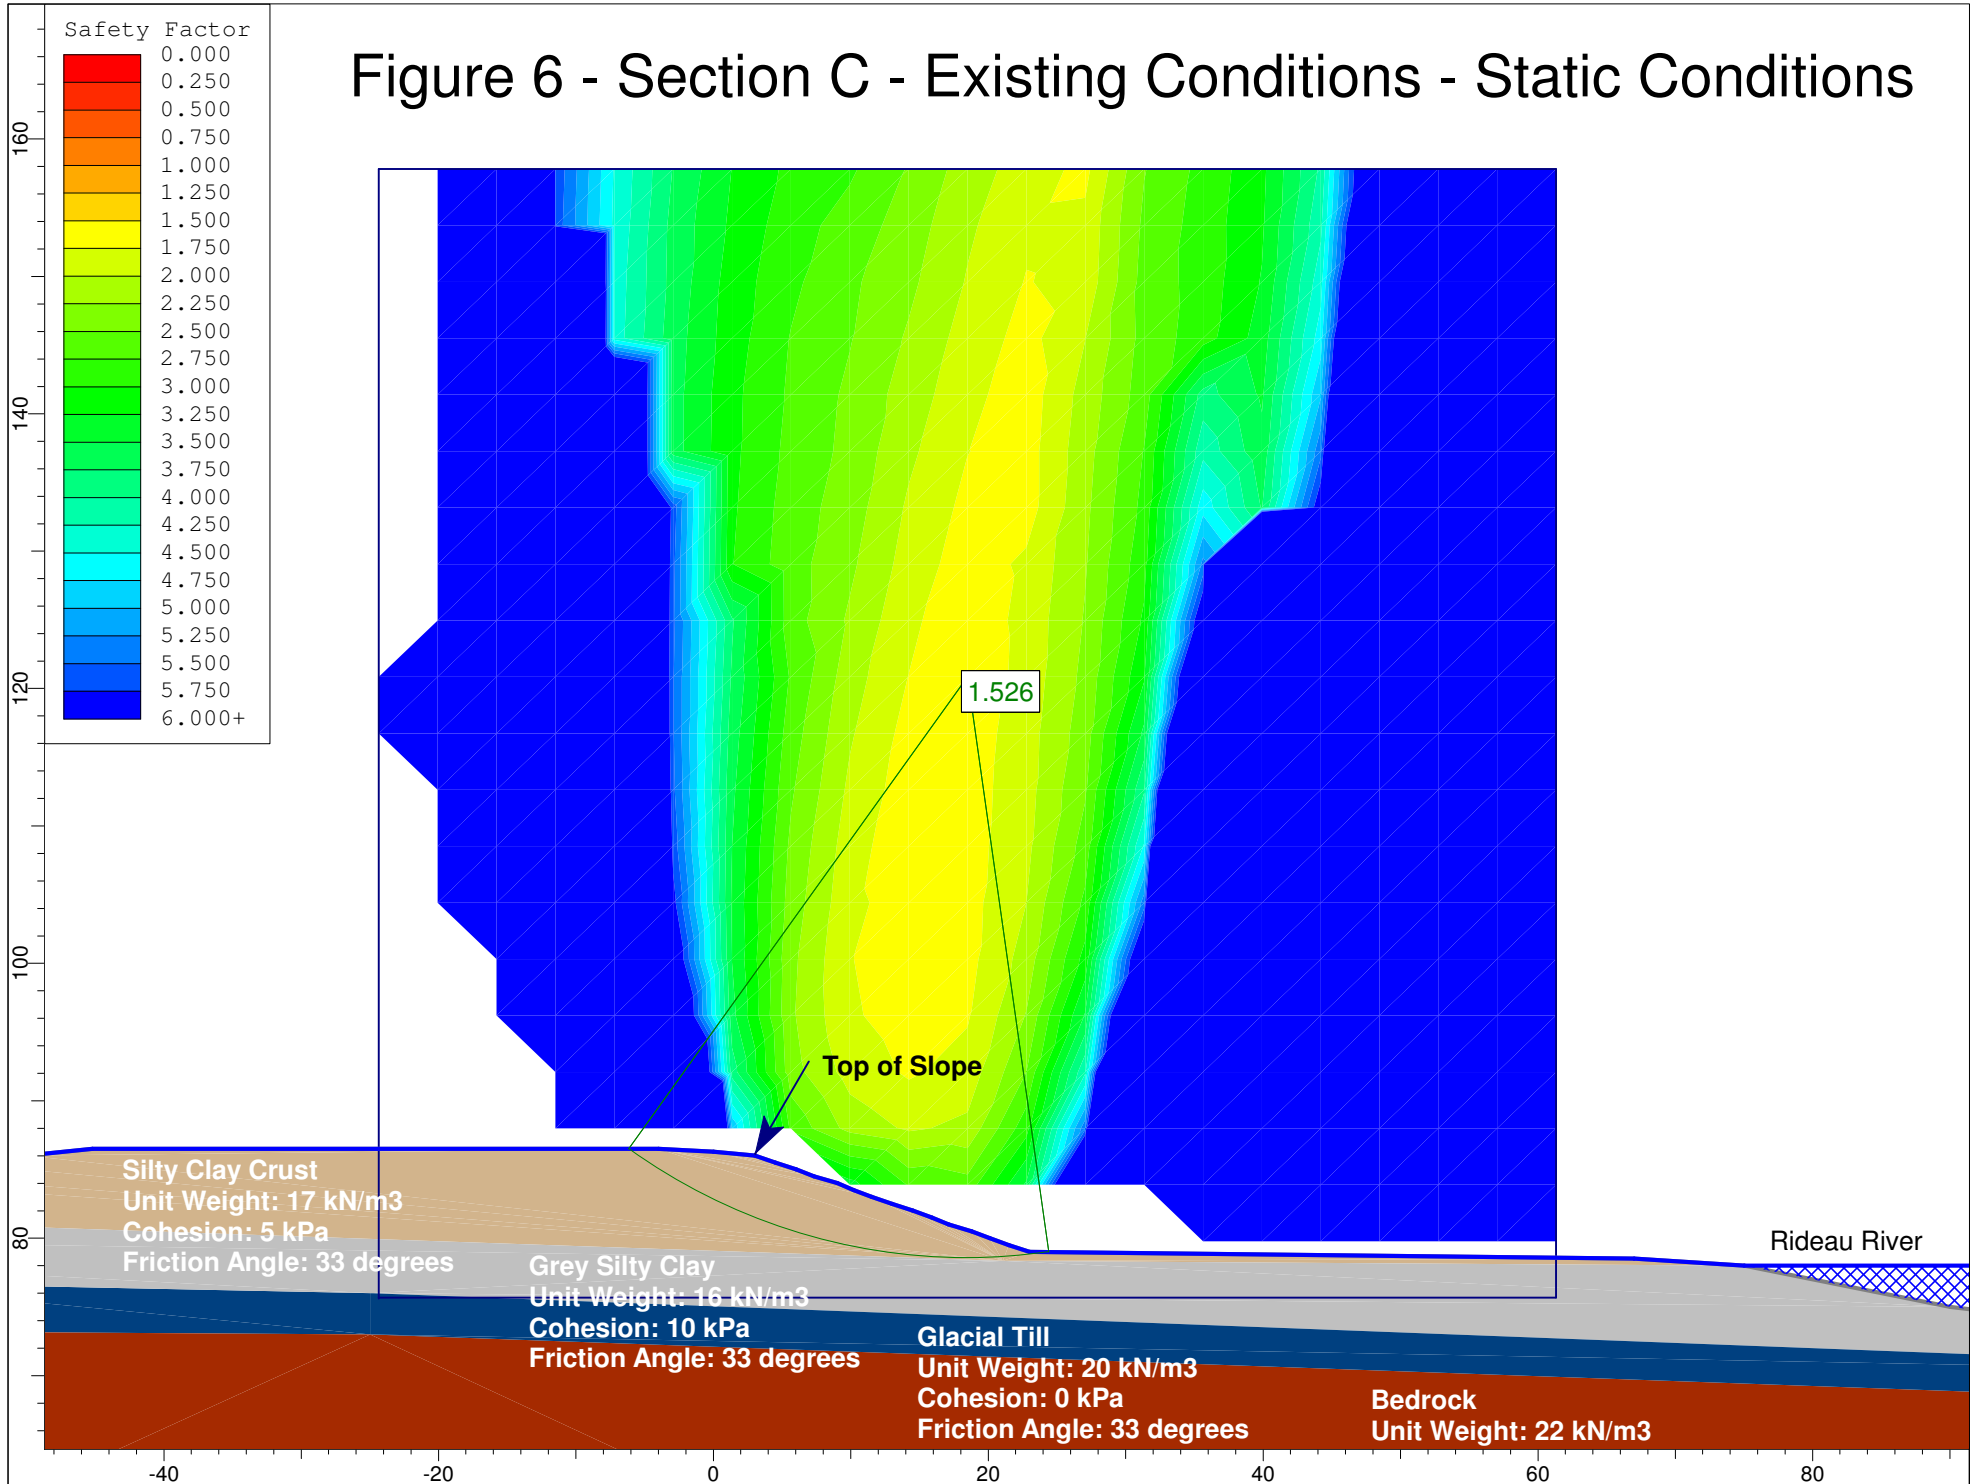 Safety Factor
0.000
0.250
0.500
0.750
1.000
1.250
1.500
1.750
2.000
2.250
2.500
2.750
3.000
3.250
3.500
3.750
4.000
4.250
4.500
4.750
5.000
5.250
5.500
5.750
6.000+
Figure 6 - Section C - Existing Conditions - Static Conditions
160
140
120
100
80
1.526
Top of Slope
Silty Clay Crust
Unit Weight: 17 kN/m3
Cohesion: 5 kPa
Friction Angle: 33 degrees
Grey Silty Clay
Unit Weight: 16 kN/m3
Cohesion: 10 kPa
Friction Angle: 33 degrees
Glacial Till
Unit Weight: 20 kN/m3
Cohesion: 0 kPa
Friction Angle: 33 degrees
Bedrock
Unit Weight: 22 kN/m3
Rideau River
-40 -20 0 20 40 60 80